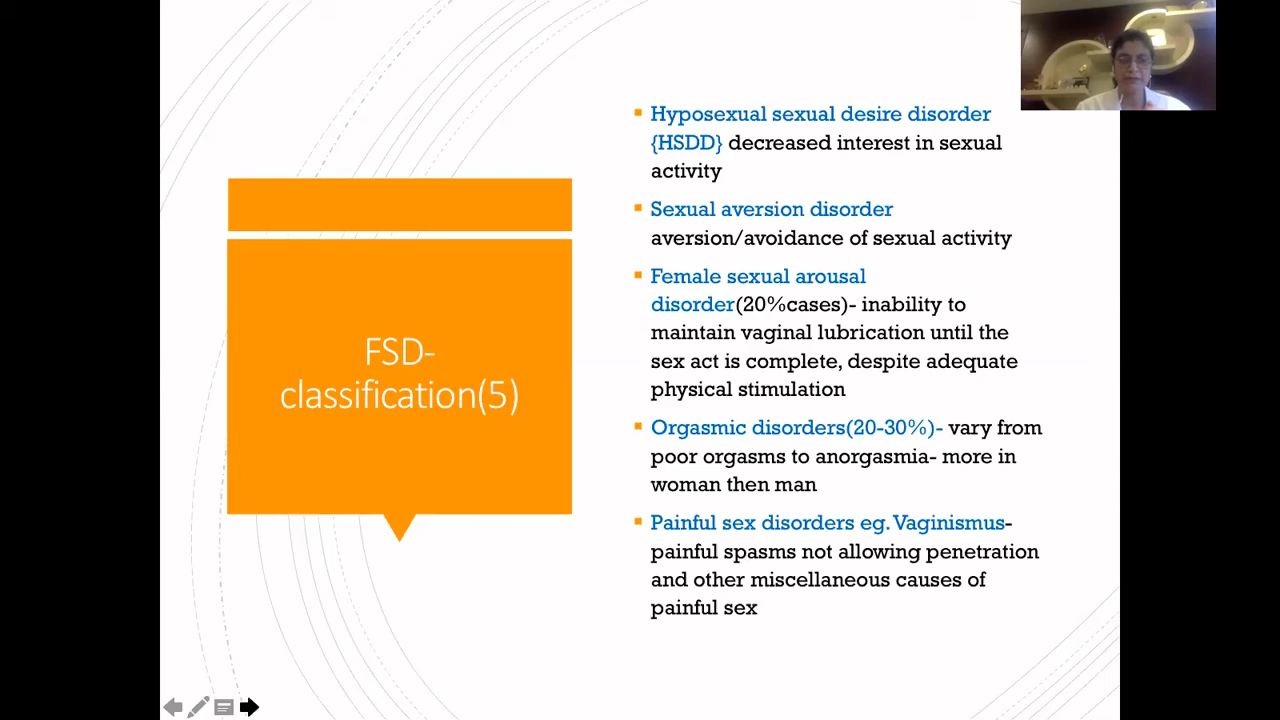 FSD-
classification(5)
Hyposexual sexual desire disorder
{HSDD} decreased interest in sexual
activity
Sexual aversion disorder
aversion/avoidance of sexual activity
Female sexual arousal
disorder(20%cases)- inability to
maintain vaginal lubrication until the
sex act is complete, despite adequate
physical stimulation
Orgasmic disorders(20-30%)- vary from
poor orgasms to anorgasmia- more in
woman then man
Painful sex disorders eg. Vaginismus-
painful spasms not allowing penetration
and other miscellaneous causes of
painful sex